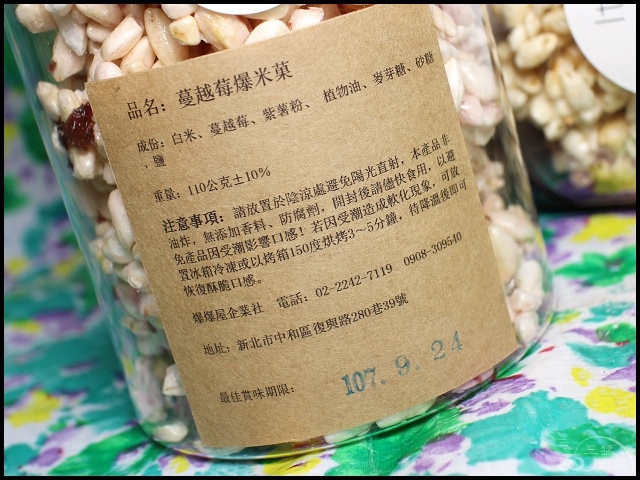 品名：蔓越莓爆米菓
成份：白米、蔓越莓、紫薯粉、植物油、麥芽糖、砂糖
、鹽
重量：110公克±10%
注意事項：請放置於陰涼處避免陽光直射，本產品非
油炸，無添加香料、防腐劑，開封後請儘快食用，以避
免產品因受潮影響口感！若因受潮造成軟化現象，可放
置冰箱冷凍或以烤箱150度烘烤3～5分鐘，待降溫後即可
恢復酥脆口感。
爆爆屋企業社 電話：02-2242-7119 0908-309540
地址：新北市中和區復興路280巷39號
最佳賞味期限：
107.9.24